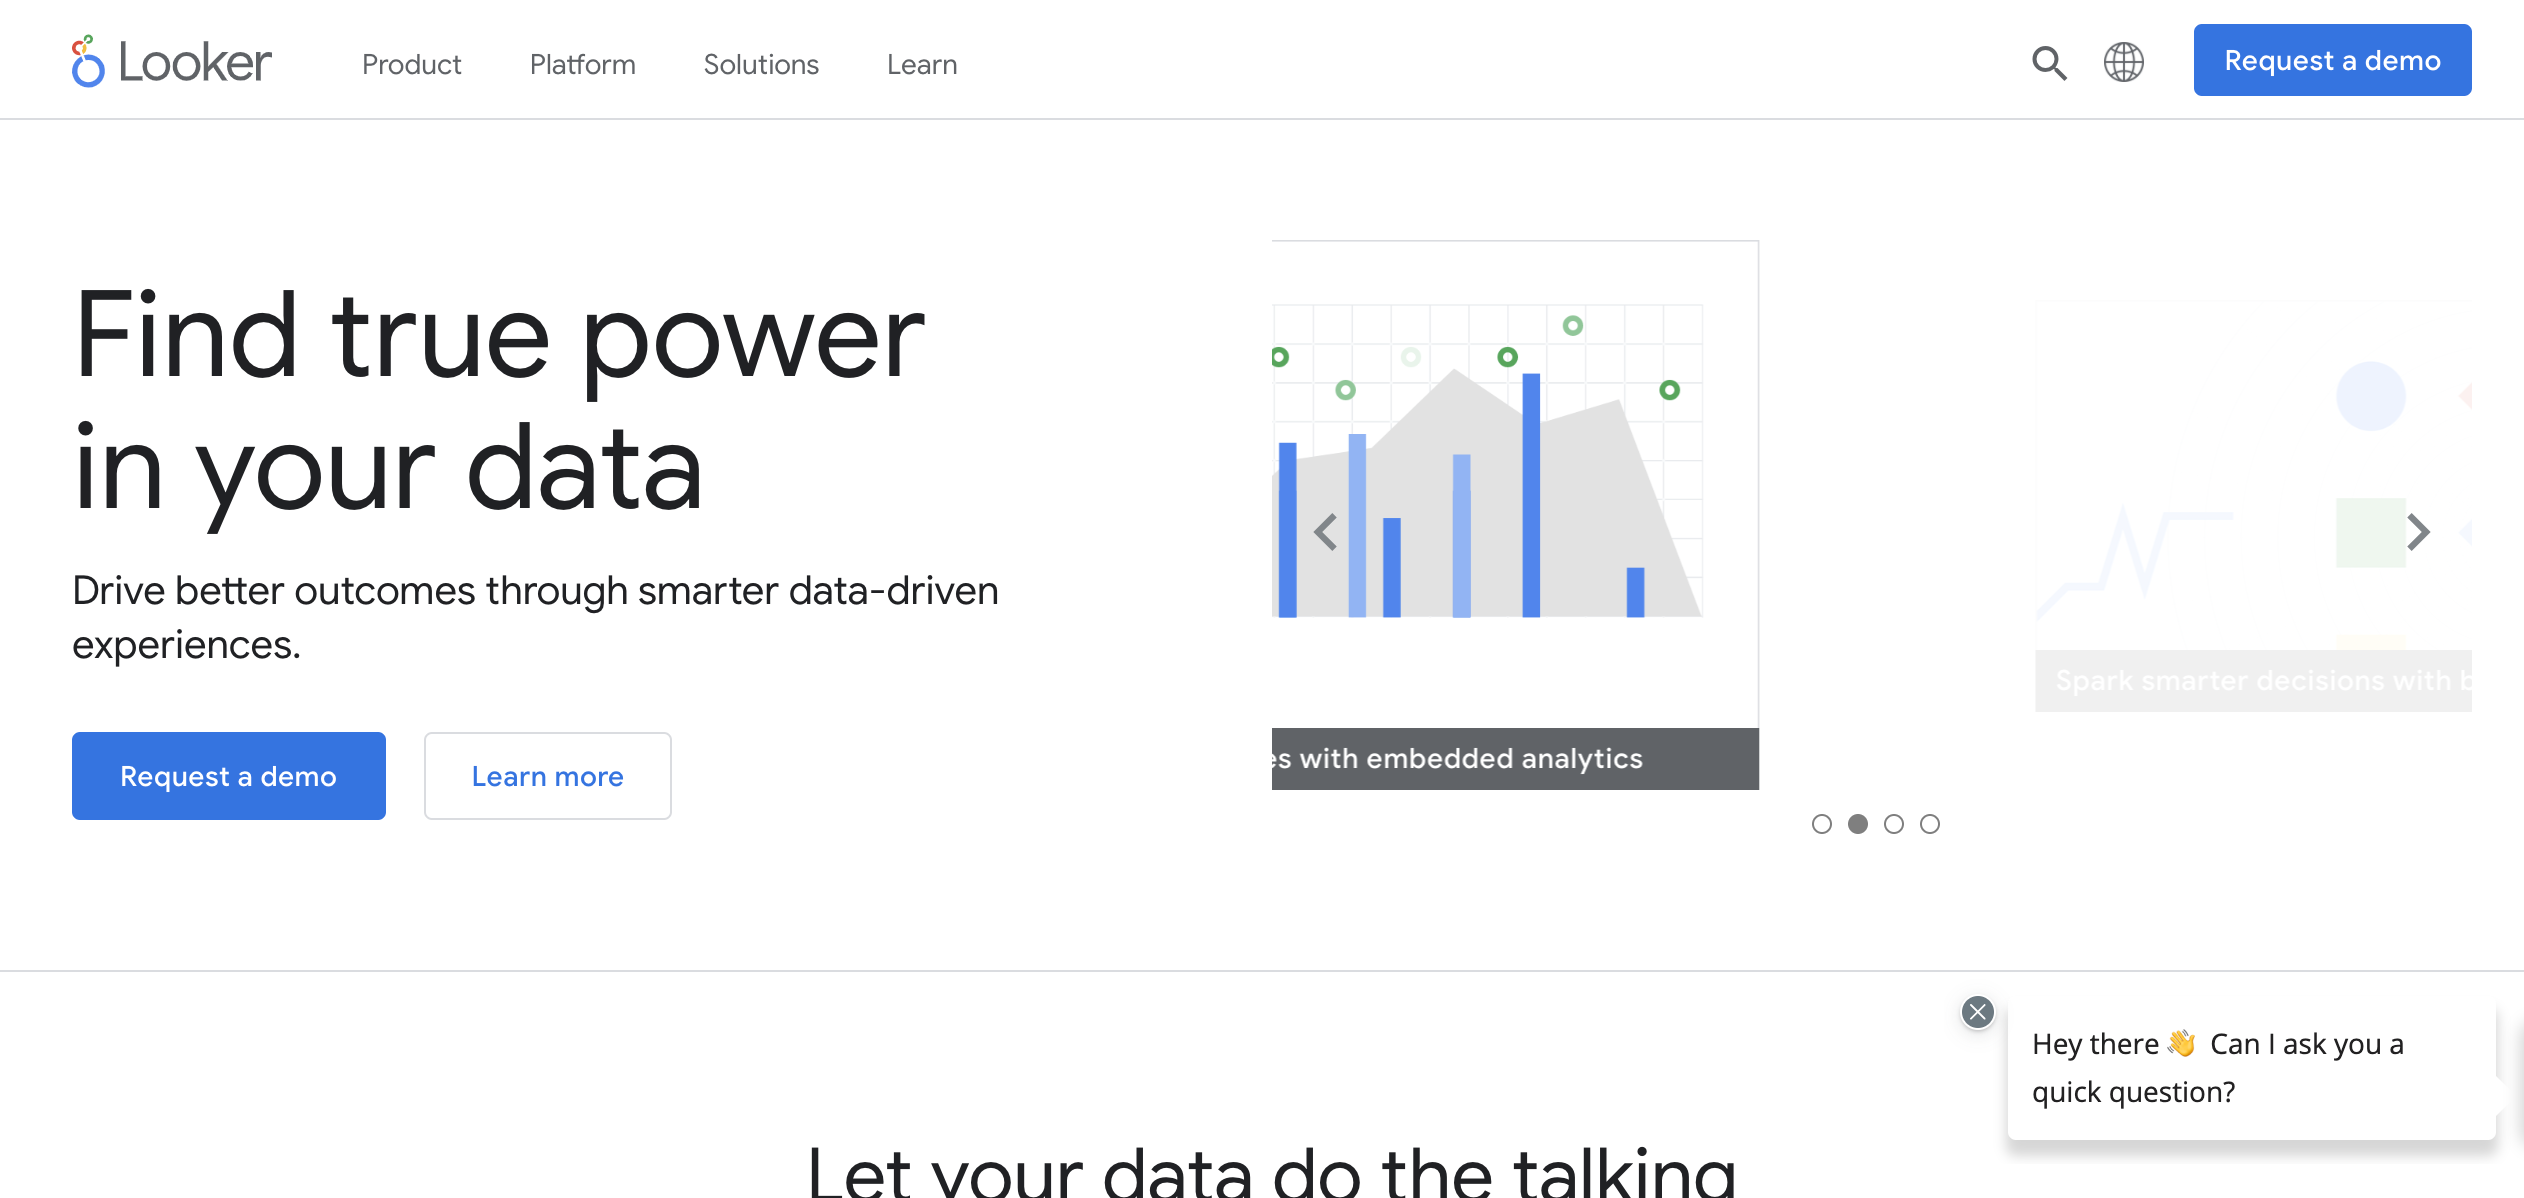 Looker
Product
Platform
Solutions
Learn
Request a demo
Find true power
in your data
Drive better outcomes through smarter data-driven
experiences.
Request a demo
Learn more
es with embedded analytics
Spark smarter decisions with b
Hey there 👋 Can I ask you a
quick question?
Let your data do the talking